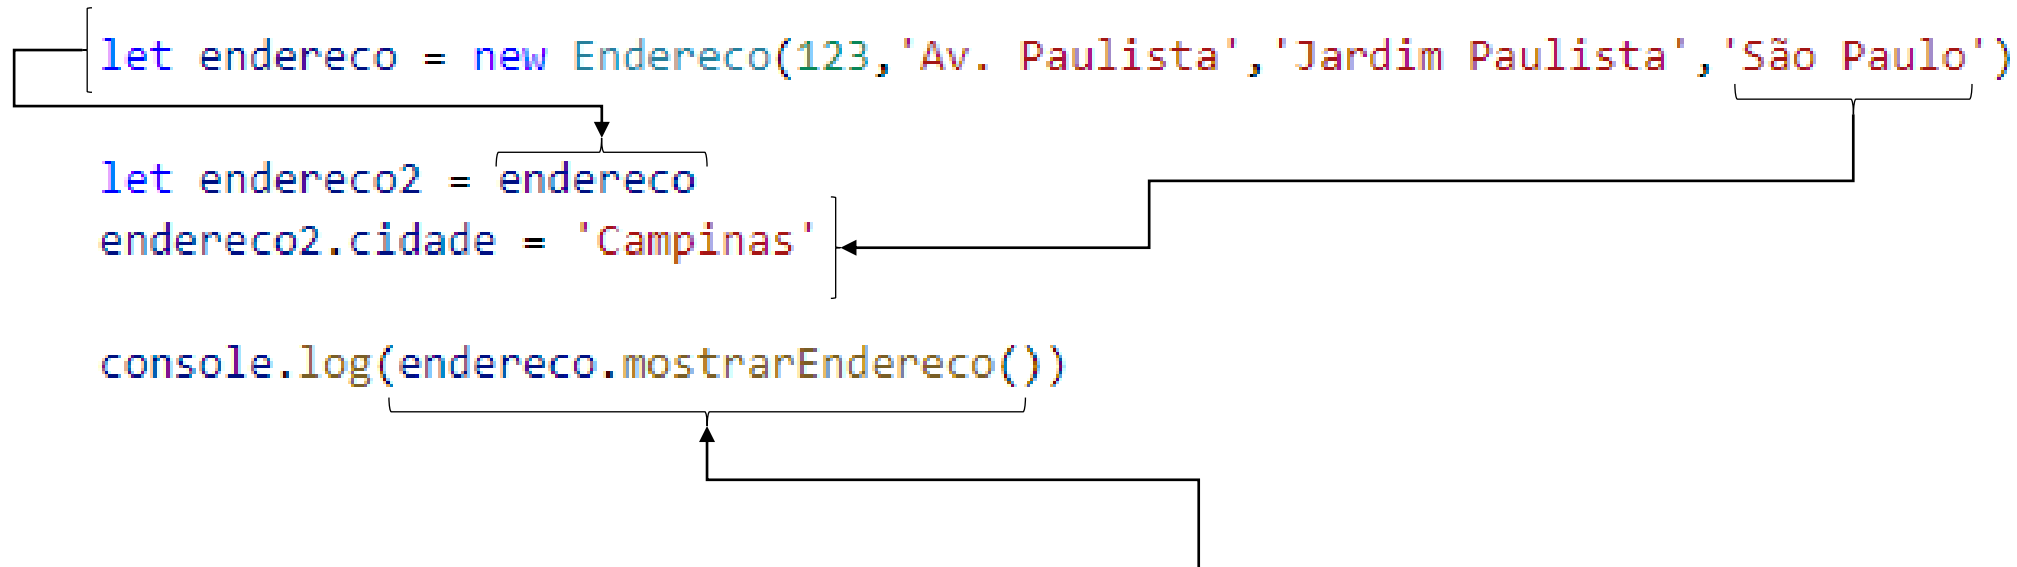 let endereco = new Endereco(123,'Av. Paulista','Jardim Paulista','São Paulo')
let endereco2 = endereco
endereco2.cidade = 'Campinas'
console.log(endereco.mostrarEndereco())